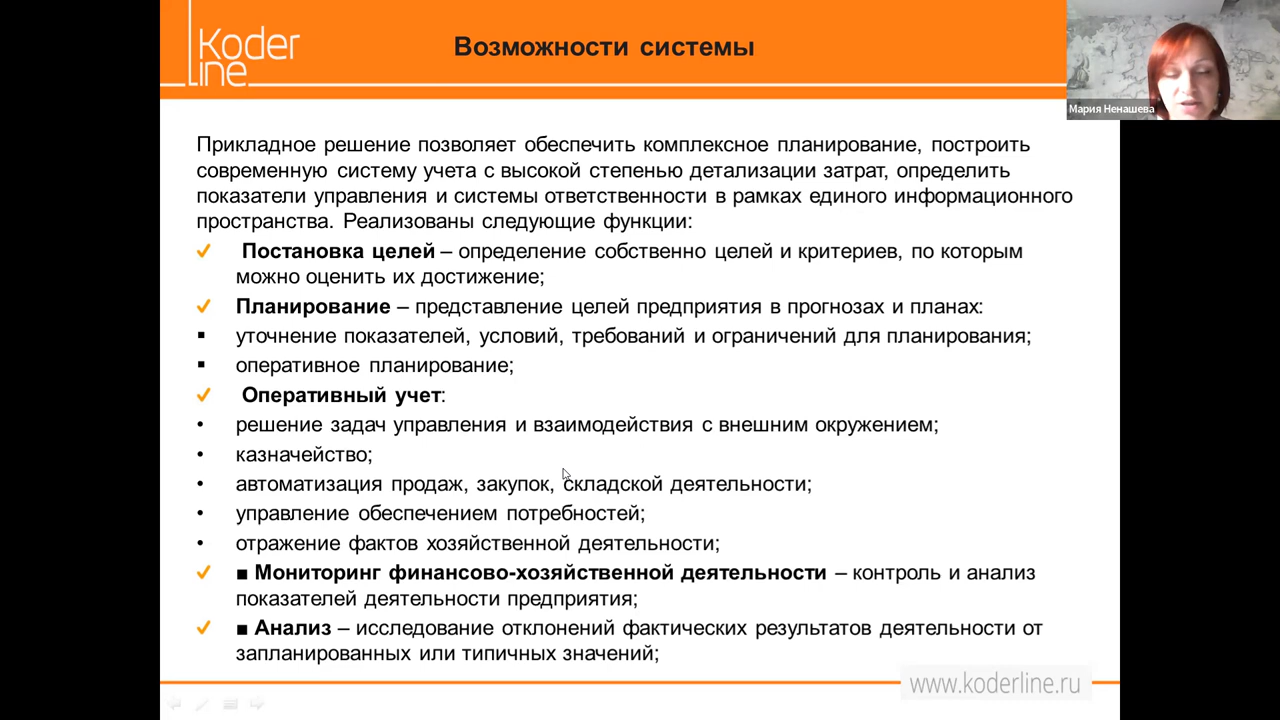 Koder
line
Возможности системы
Мария Ненашева
Прикладное решение позволяет обеспечить комплексное планирование, построить
современную систему учета с высокой степенью детализации затрат, определить
показатели управления и системы ответственности в рамках единого информационного
пространства. Реализованы следующие функции:
✓ Постановка целей – определение собственно целей и критериев, по которым
можно оценить их достижение;
✓ Планирование – представление целей предприятия в прогнозах и планах:
▪ уточнение показателей, условий, требований и ограничений для планирования;
▪ оперативное планирование;
✓ Оперативный учет:
• решение задач управления и взаимодействия с внешним окружением;
• казначейство;
• автоматизация продаж, закупок, складской деятельности;
• управление обеспечением потребностей;
• отражение фактов хозяйственной деятельности;
✓ ■ Мониторинг финансово-хозяйственной деятельности – контроль и анализ
показателей деятельности предприятия;
✓ ■ Анализ – исследование отклонений фактических результатов деятельности от
запланированных или типичных значений;
www.koderline.ru